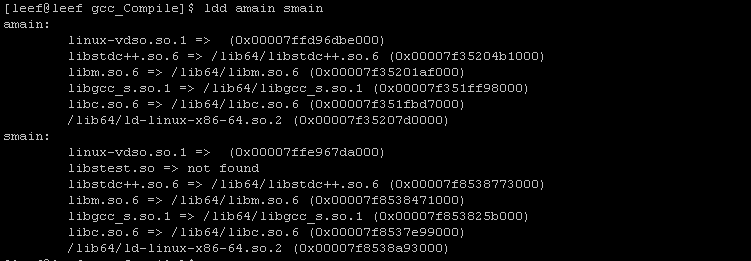 [leef@leef gcc_Compile]$ ldd amain smain
amain:
linux-vdso.so.1 => (0x00007ffd96dbe000)
libstdc++.so.6 => /lib64/libstdc++.so.6 (0x00007f35204b1000)
libm.so.6 => /lib64/libm.so.6 (0x00007f35201af000)
libgcc_s.so.1 => /lib64/libgcc_s.so.1 (0x00007f351ff98000)
libc.so.6 => /lib64/libc.so.6 (0x00007f351fbd7000)
/lib64/ld-linux-x86-64.so.2 (0x00007f35207d0000)
smain:
linux-vdso.so.1 => (0x00007ffe967da000)
libstest.so => not found
libstdc++.so.6 => /lib64/libstdc++.so.6 (0x00007f8538773000)
libm.so.6 => /lib64/libm.so.6 (0x00007f8538471000)
libgcc_s.so.1 => /lib64/libgcc_s.so.1 (0x00007f853825b000)
libc.so.6 => /lib64/libc.so.6 (0x00007f8537e99000)
/lib64/ld-linux-x86-64.so.2 (0x00007f8538a93000)